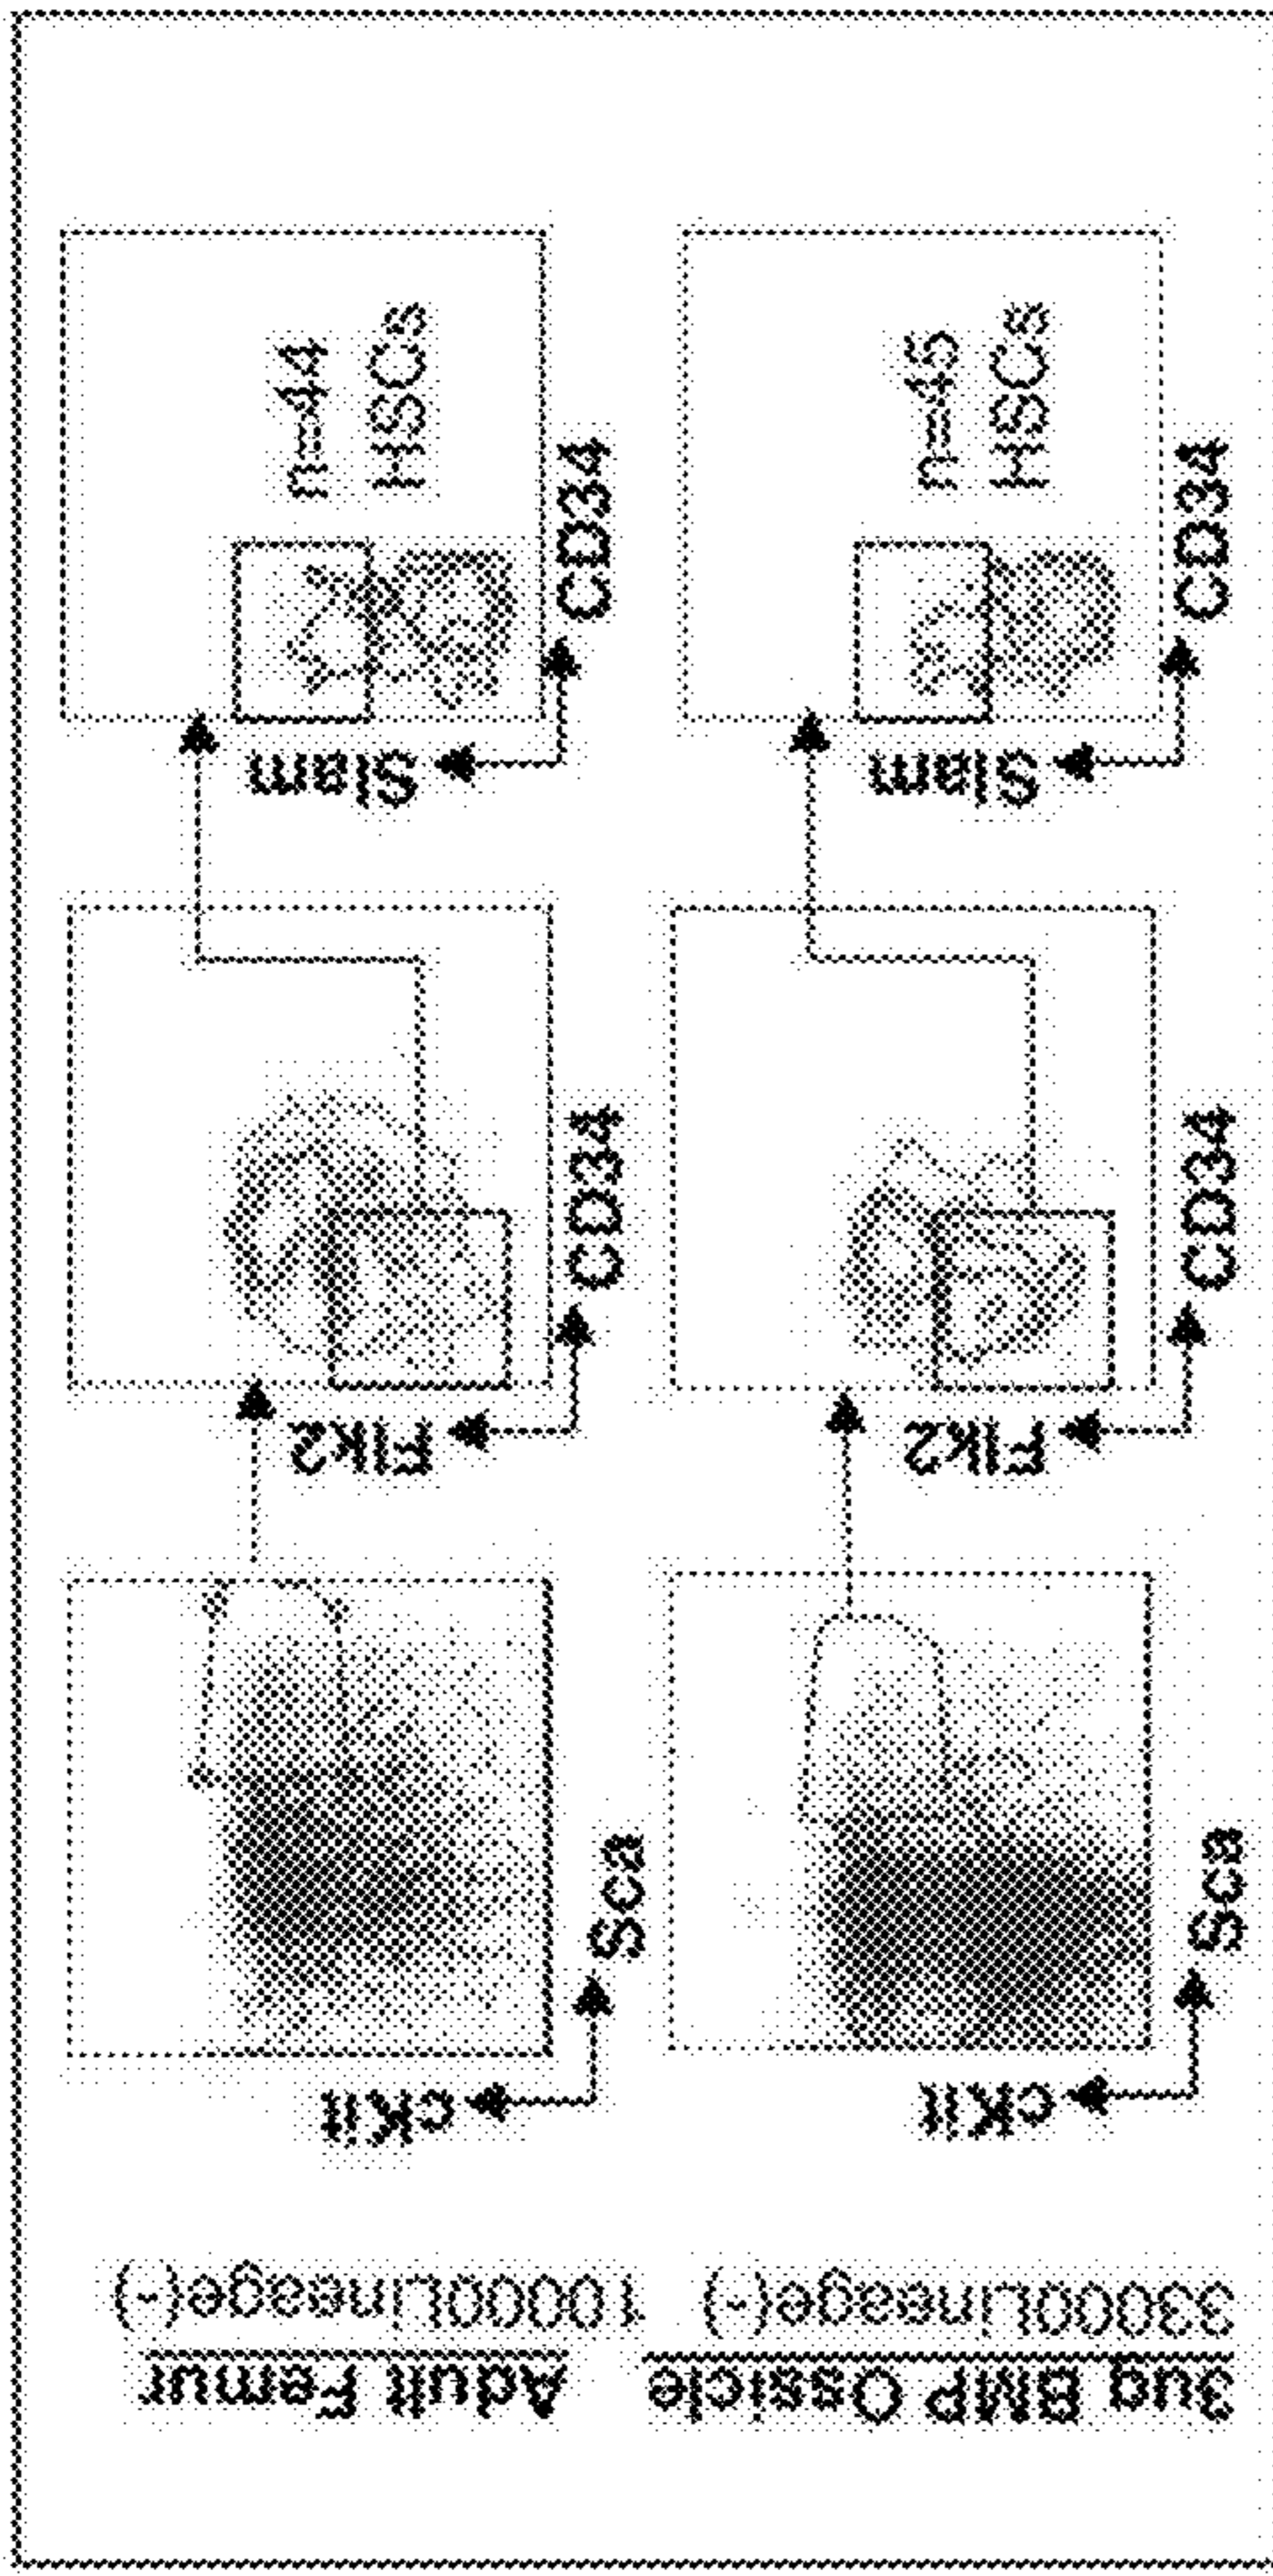 Adult Femur
10000Lineage(-)
cKit
Sca
Flk2
CD34
Slam
CD34
n=44
HSCs
3ug BMP Ossicle
33000Lineage(-)
cKit
Sca
Flk2
CD34
Slam
CD34
n=45
HSCs